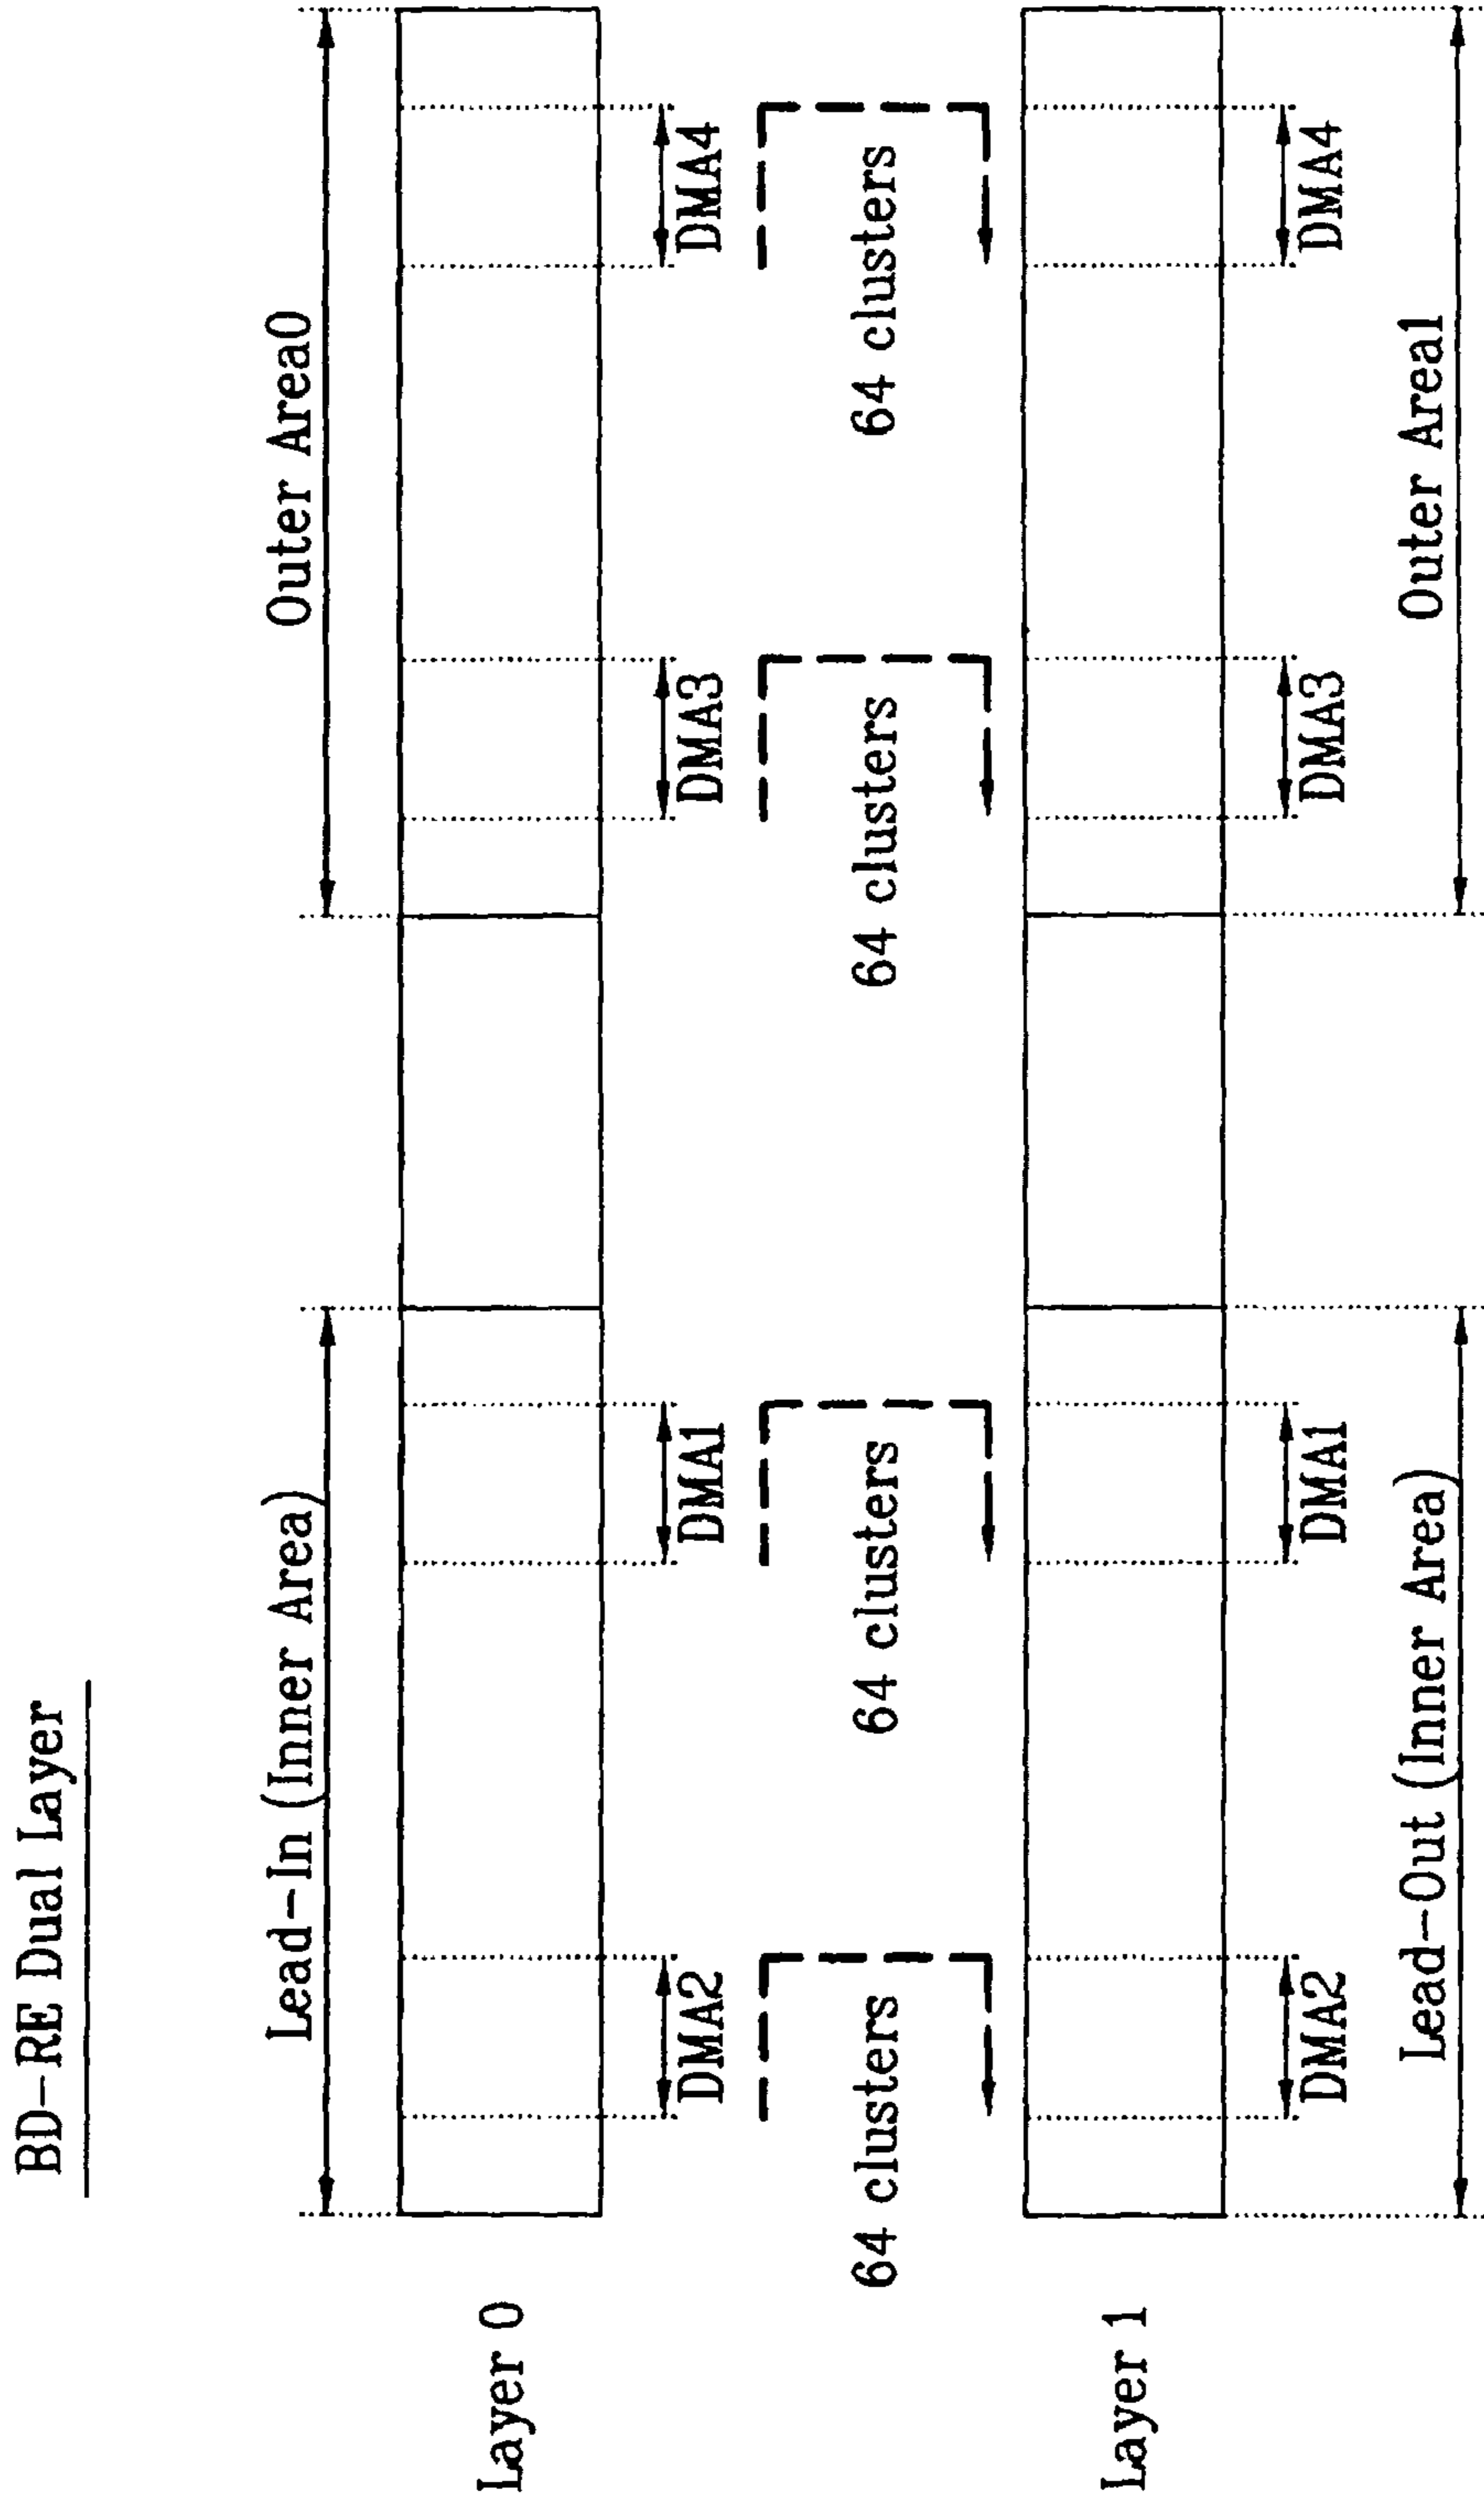 BD-RE Dual Layer
Lead-In (Inner Area)
Outer Area0
Layer 0
DMA2
DMA1
DMA3
DMA4
64 clusters
64 clusters
64 clusters
64 clusters
Layer 1
DMA2
DMA1
DMA3
DMA4
Lead-Out (Inner Area)
Outer Area1